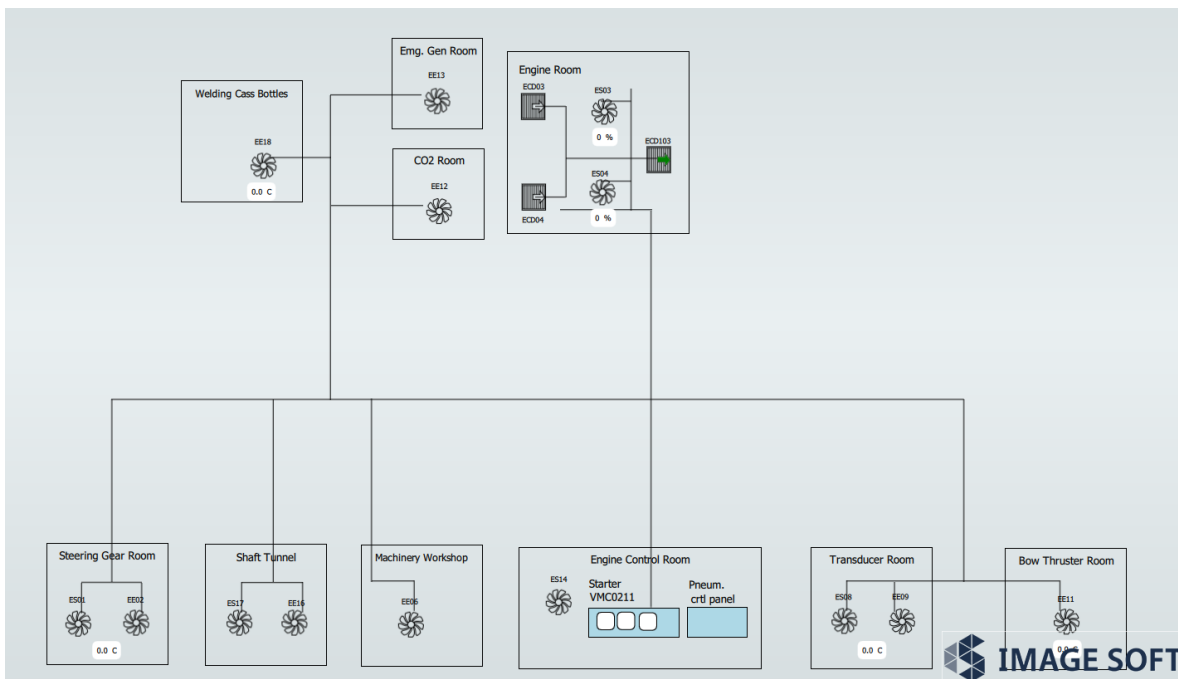 Emg. Gen Room
EE13
Welding Cass Bottles
EE18
0.0 C
CO2 Room
EE12
Engine Room
ECD03
ES03
0 %
ECD103
ES04
ECD04
0 %
Steering Gear Room
ES01
EE02
0.0 C
Shaft Tunnel
ES17
EE16
Machinery Workshop
EE06
Engine Control Room
ES14
Starter
VMC0211
Pneum.
crtl panel
Transducer Room
ES08
EE09
0.0 C
Bow Thruster Room
EE11
IMAGE SOFT